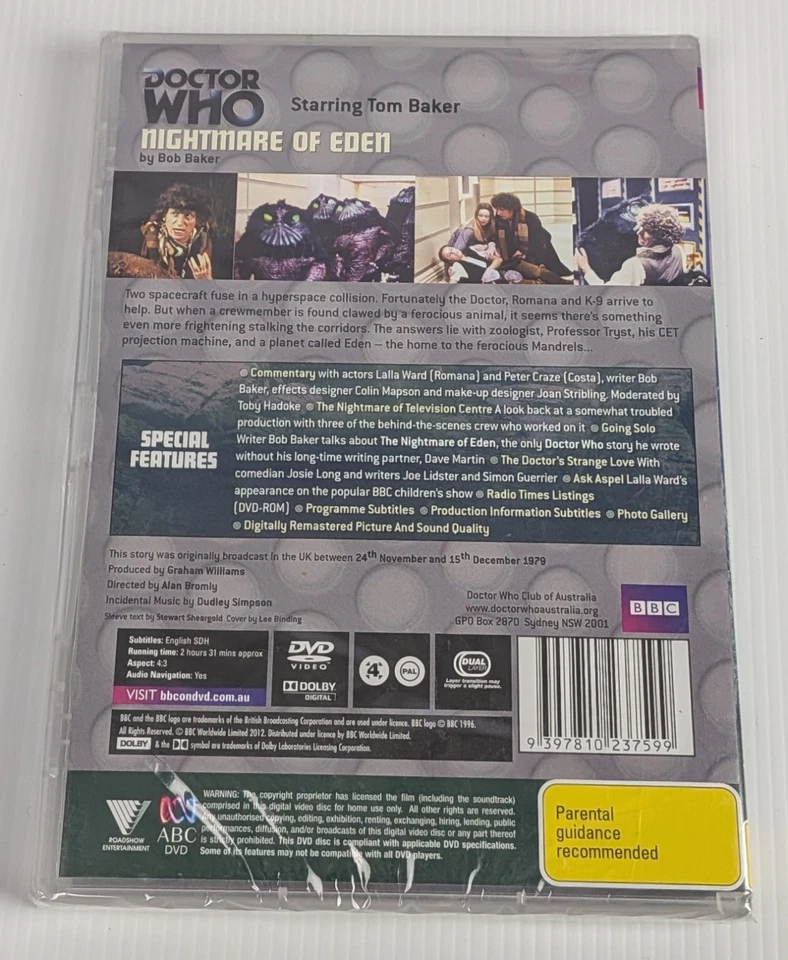 DOCTOR
WHO
Starring Tom Baker
NIGHTMARE OF EDEN
by Bob Baker
Two spacecraft fuse in a hyperspace collision. Fortunately the Doctor, Romana and K-9 arrive to
help. But when a crewmember is found clawed by a ferocious animal, it seems there's something
even more frightening stalking the corridors. The answers lie with zoologist, Professor Tryst, his CET
projection machine, and a planet called Eden – the home to the ferocious Mandrels...
SPECIAL
FEATURES
Commentary with actors Lalla Ward (Romana) and Peter Craze (Costa), writer Bob
Baker, effects designer Colin Mapson and make-up designer Joan Stribling. Moderated by
Toby Hadoke The Nightmare of Television Centre A look back at a somewhat troubled
production with three of the behind-the-scenes crew who worked on it Going Solo
Writer Bob Baker talks about The Nightmare of Eden, the only Doctor Who story he wrote
without his long-time writing partner, Dave Martin The Doctor's Strange Love With
comedian Josie Long and writers Joe Lidster and Simon Guerrier Ask Aspel Lalla Ward's
appearance on the popular BBC children's show Radio Times Listings
(DVD-ROM) Programme Subtitles Production Information Subtitles Photo Gallery
Digitally Remastered Picture And Sound Quality
This story was originally broadcast in the UK between 24th November and 15th December 1979
Produced by Graham Williams
Directed by Alan Bromly
Incidental Music by Dudley Simpson
Sleeve text by Stewart Sheargold Cover by Lee Binding
Doctor Who Club of Australia
www.doctorwhoaustralia.org
GPO Box 2870 Sydney NSW 2001
BBC
Subtitles: English SDH
Running time: 2 hours 31 mins approx
Aspect: 4:3
Audio Navigation: Yes
VISIT bbcondvd.com.au
DVD
VIDEO
DOLBY
DIGITAL
4
PAL
DUAL
LAYER
Layer transition may
trigger a slight pause.
BBC and the BBC logo are trademarks of the British Broadcasting Corporation and are used under licence. BBC logo © BBC 1996.
All Rights Reserved. © BBC Worldwide Limited 2012. Distributed under licence by BBC Worldwide Limited.
DOLBY & the DD symbol are trademarks of Dolby Laboratories Licensing Corporation.
9 397810 237599
ROADSHOW
ENTERTAINMENT
ABC
DVD
WARNING: The copyright proprietor has licensed the film (including the soundtrack)
comprised in this digital video disc for home use only. All other rights are reserved.
Any unauthorised copying, editing, exhibition, renting, exchanging, hiring, lending, public
performances, diffusion, and/or broadcasts of this digital video disc or any part thereof
is strictly prohibited. This DVD disc is compliant with applicable DVD specifications.
Some of its features may not be compatible with all DVD players.
Parental
guidance
recommended